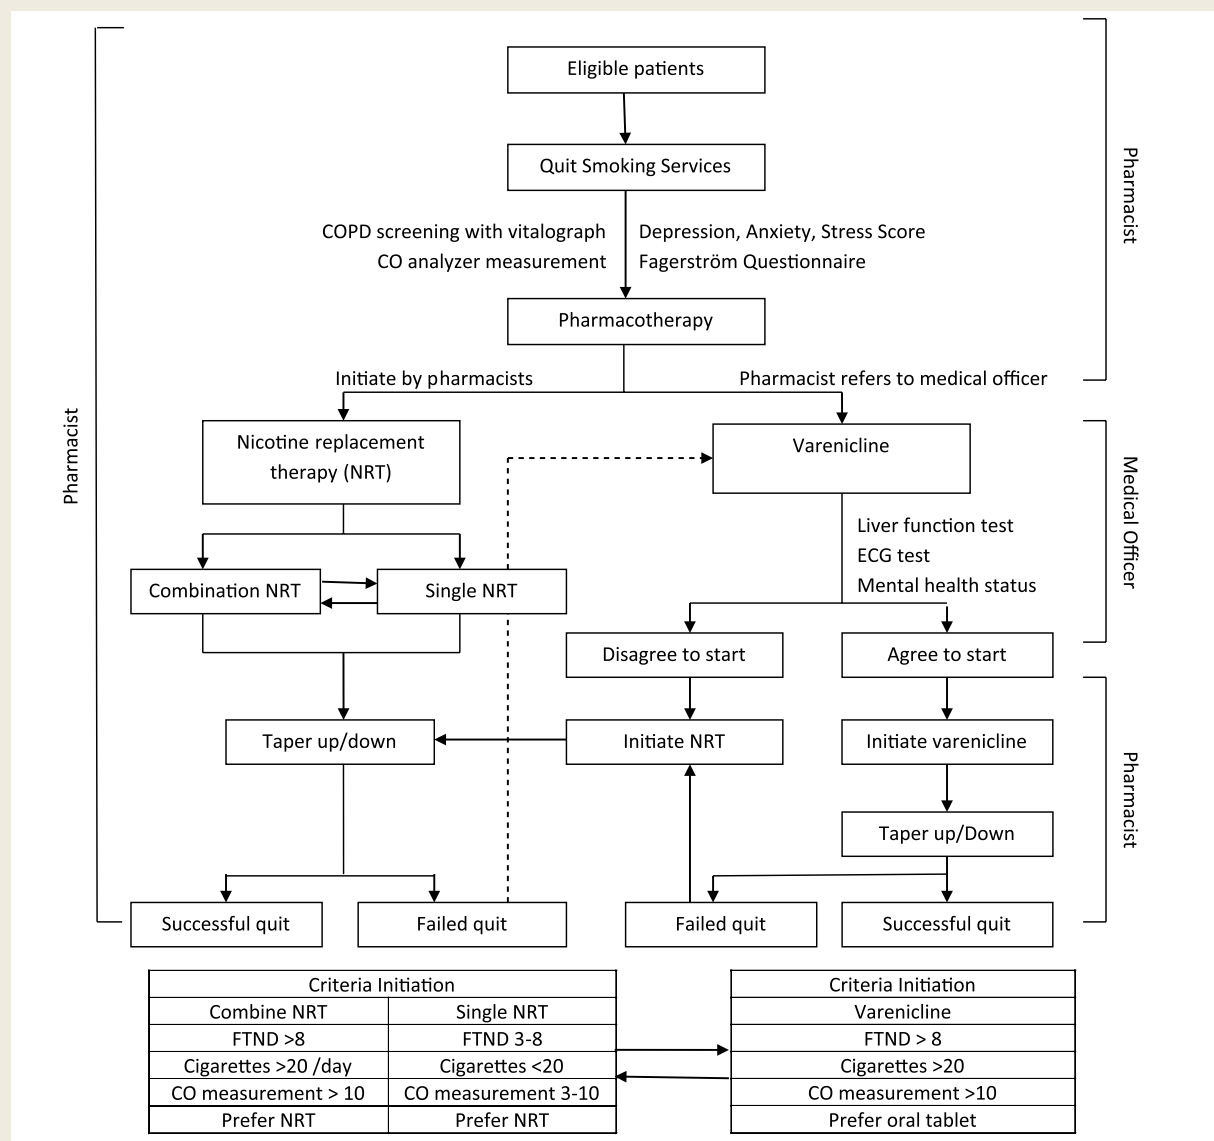 Eligible patients
Quit Smoking Services
COPD screening with vitalograph
Depression, Anxiety, Stress Score
CO analyzer measurement
Fagerström Questionnaire
Pharmacotherapy
Pharmacist
Initiate by pharmacists
Pharmacist refers to medical officer
Pharmacist
Nicotine replacement
therapy (NRT)
Varenicline
Medical Officer
Liver function test
ECG test
Mental health status
Combination NRT
Single NRT
Disagree to start
Agree to start
Taper up/down
Initiate NRT
Initiate varenicline
Taper up/Down
Pharmacist
Successful quit
Failed quit
Failed quit
Successful quit
Criteria Initiation
Combine NRT
Single NRT
FTND >8
FTND 3-8
Cigarettes >20 /day
Cigarettes <20
CO measurement > 10
CO measurement 3-10
Prefer NRT
Prefer NRT
Criteria Initiation
Varenicline
FTND > 8
Cigarettes >20
CO measurement >10
Prefer oral tablet